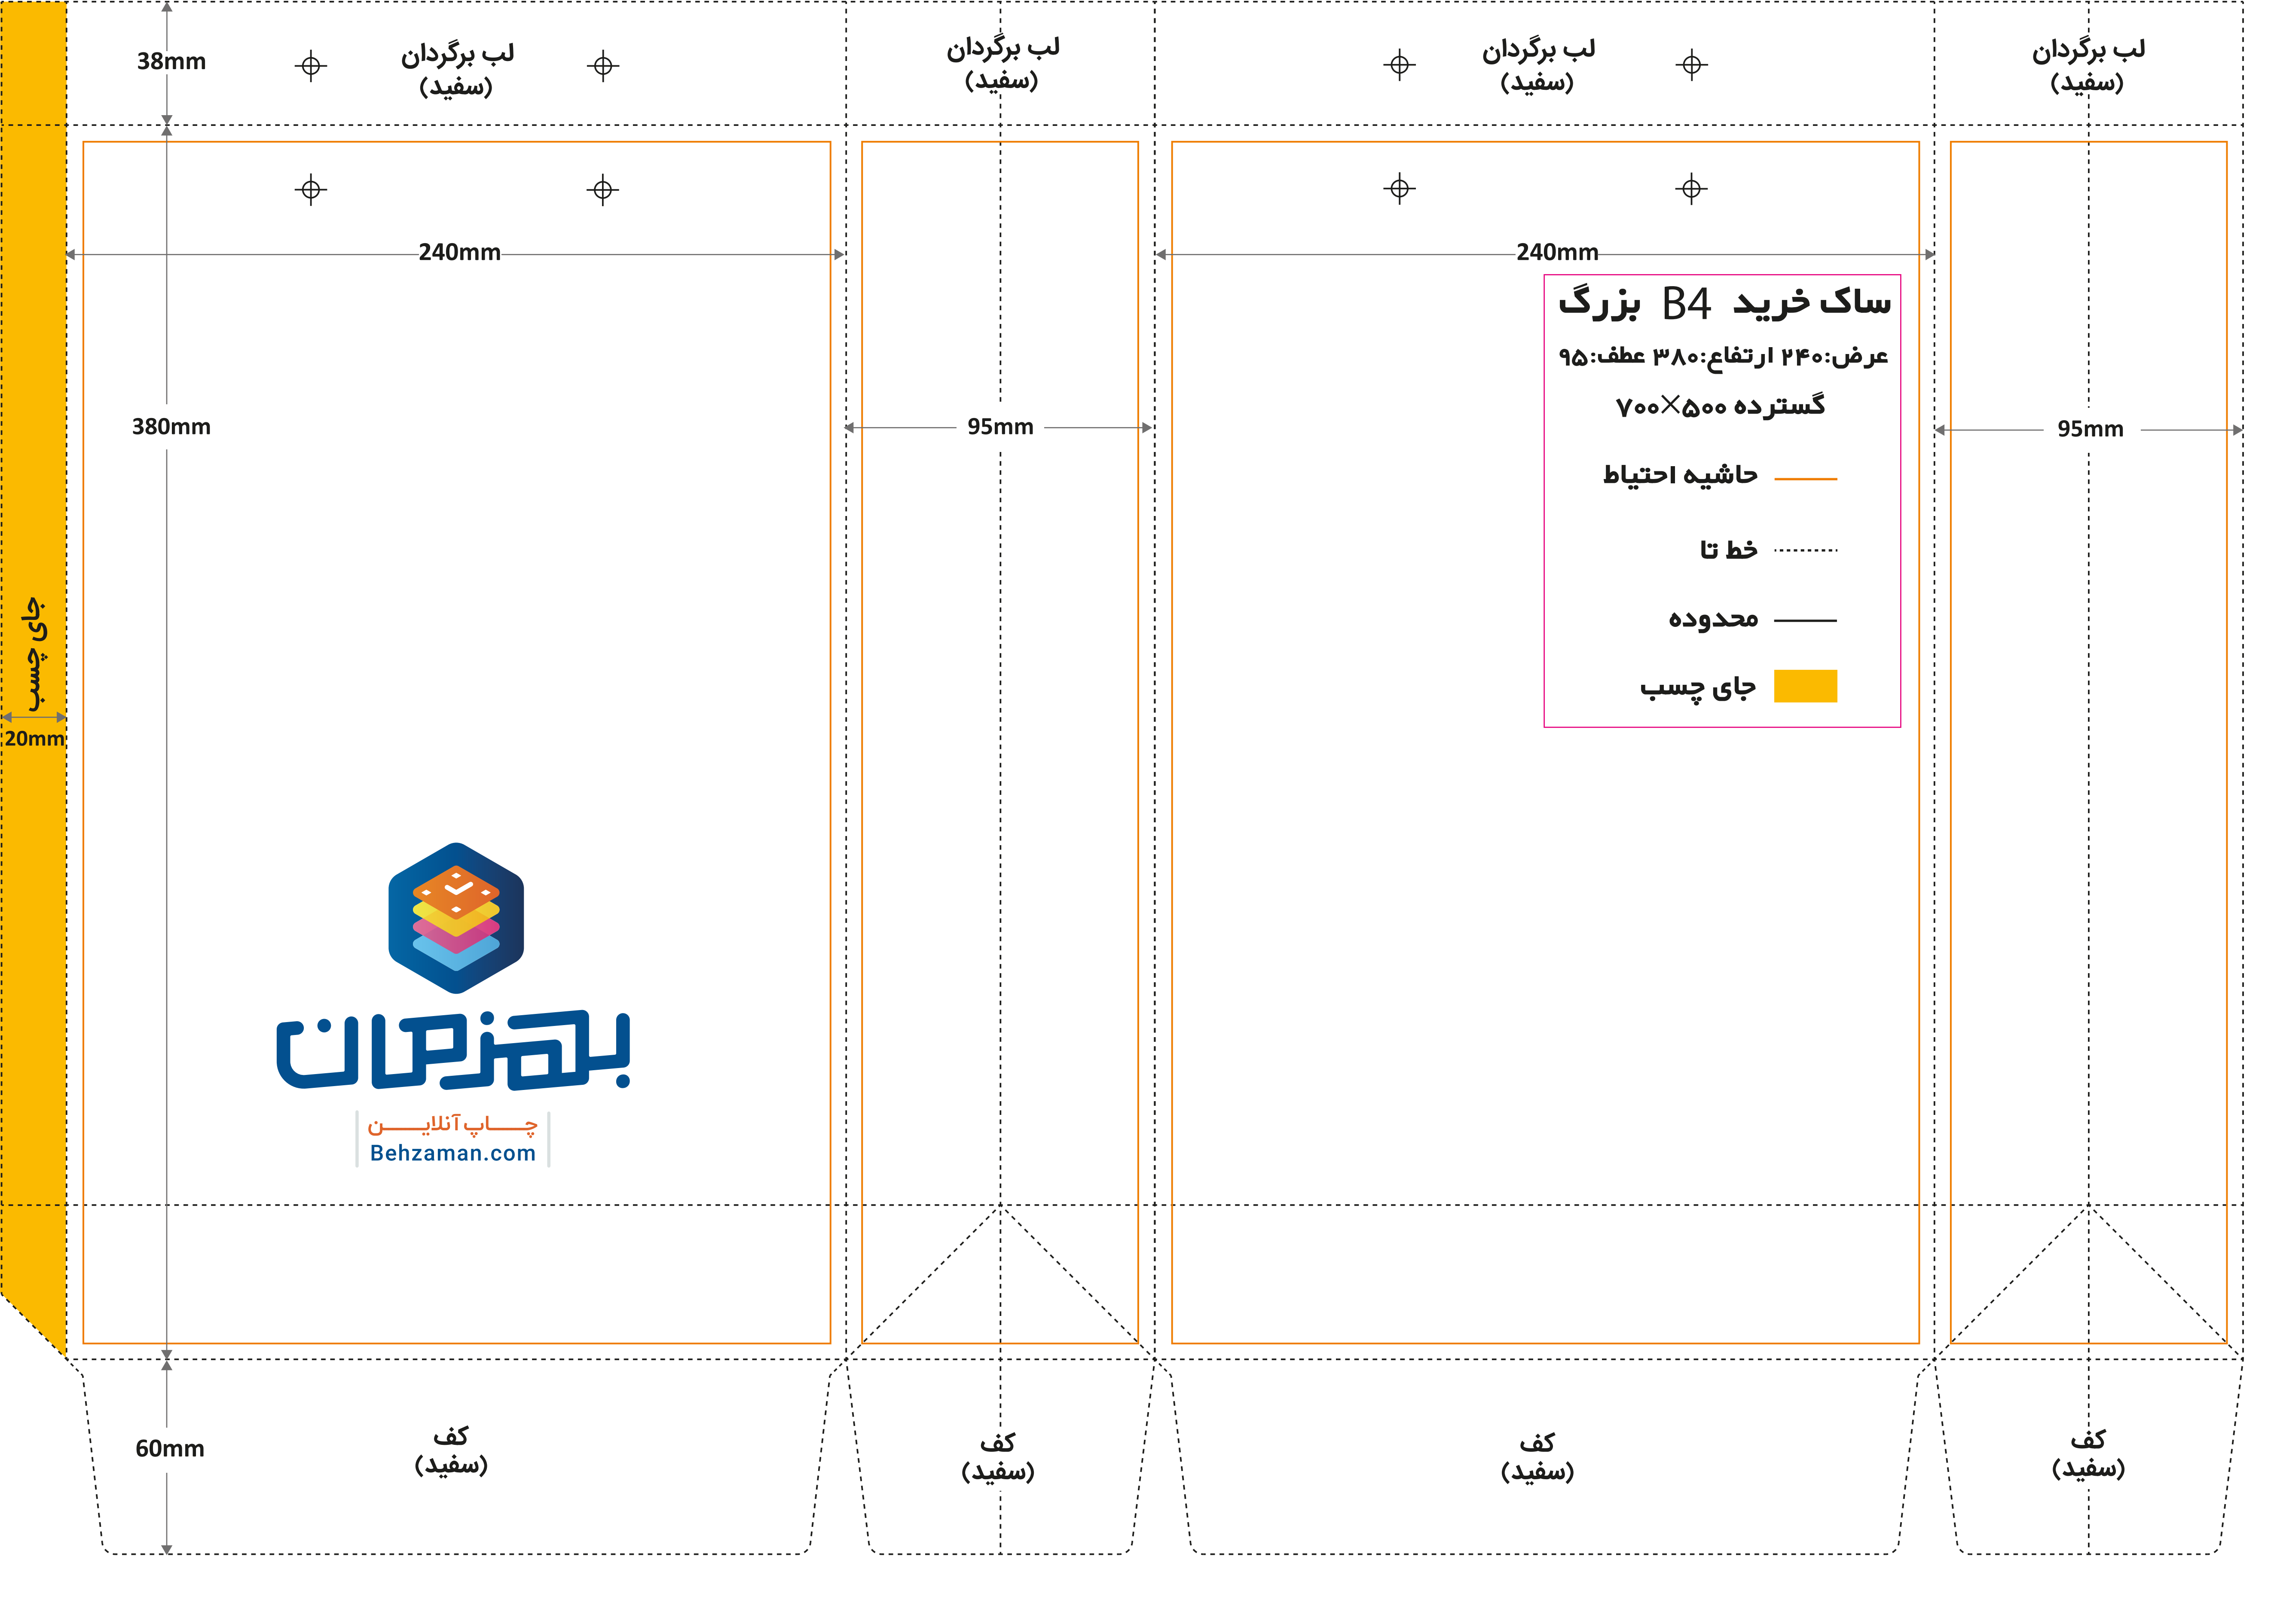 لب برگردان
(سفید)
لب برگردان
(سفید)
لب برگردان
(سفید)
لب برگردان
(سفید)
38mm
240mm
240mm
ساک خرید B4 بزرگ
عرض:۲۴۰ ارتفاع:۳۸۰ عطف:۹۵
گسترده ۵۰۰×۷۰۰
حاشیه احتیاط
خط تا
محدوده
جای چسب
380mm
95mm
95mm
جای چسب
20mm
بهزمان
چاپ آنلاین
Behzaman.com
60mm
کف
(سفید)
کف
(سفید)
کف
(سفید)
کف
(سفید)